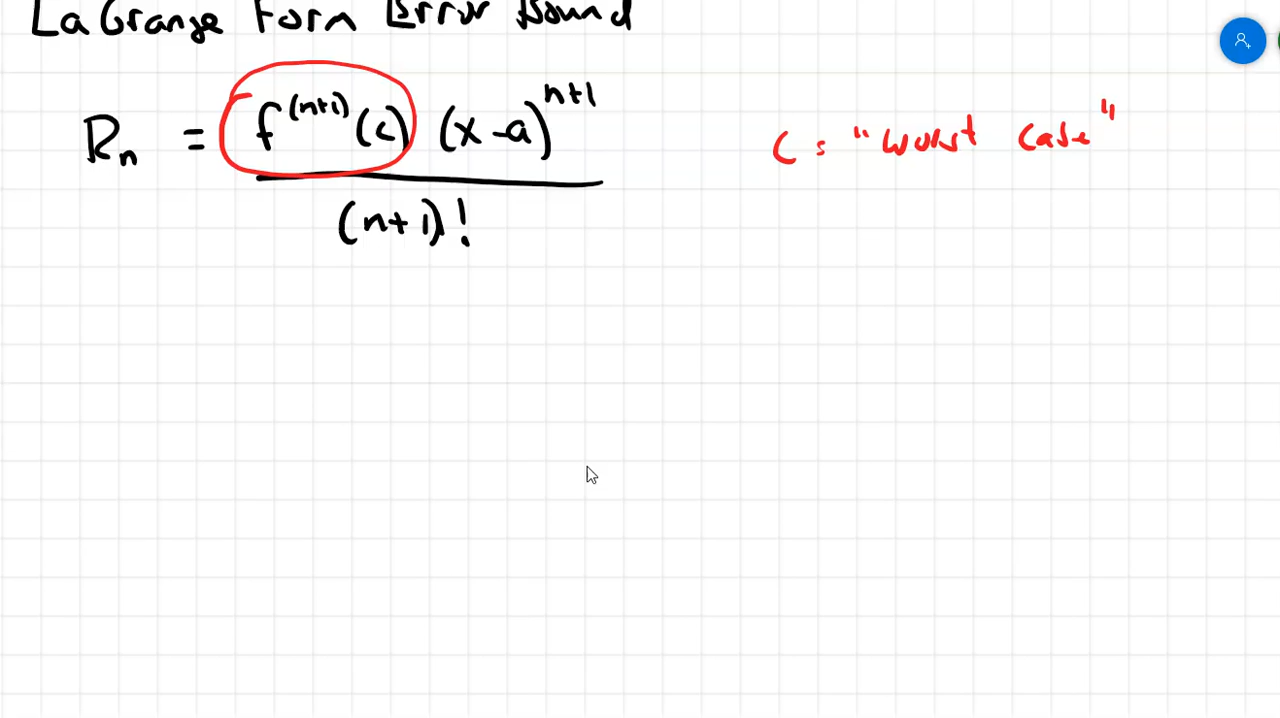 LaGrange Form Error Bound
Rn = f^(n+1)(c) (x-a)^n+1
(n+1)!
C = "worst case"